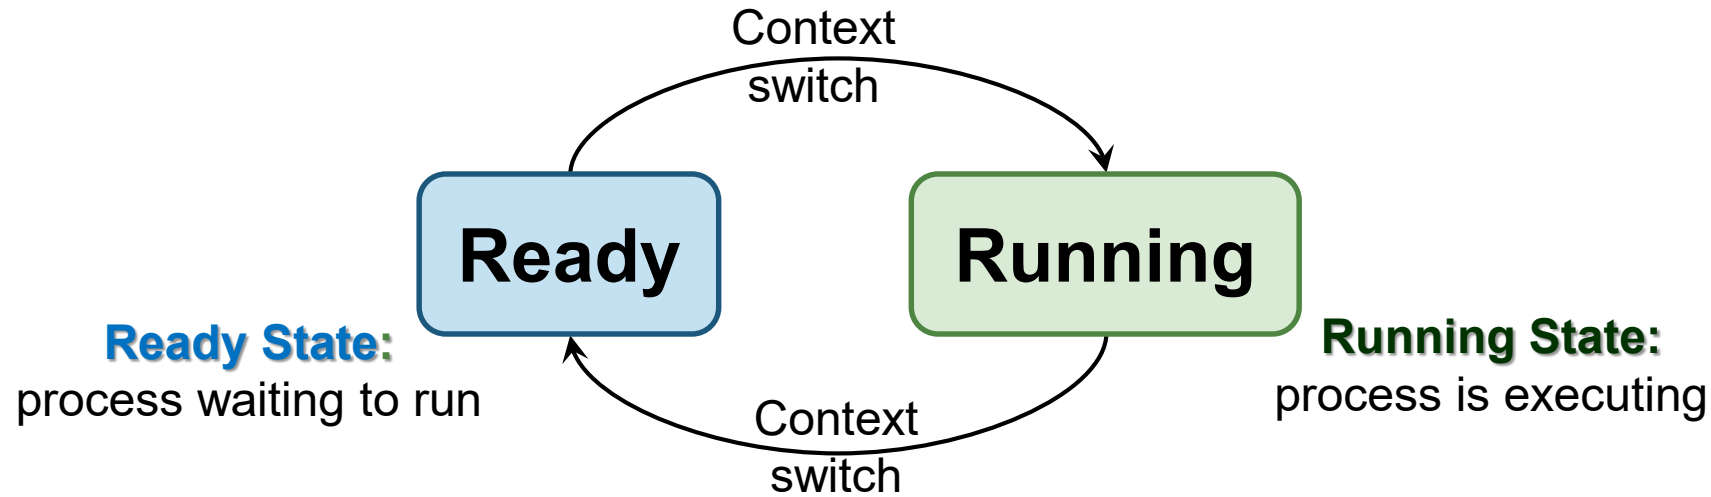 Context
switch
Ready
Running
Ready State:
process waiting to run
Running State:
process is executing
Context
switch